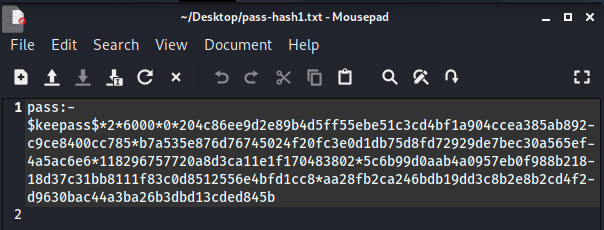 ~/Desktop/pass-hash1.txt - Mousepad
File Edit Search View Document Help
1 pass:-
$keepass$*2*6000*0*204c86ee9d2e89b4d5ff55ebe51c3cd4bf1a904ccea385ab892-
c9ce8400cc785*b7a535e876d76745024f20fc3e0d1db75d8fd72929de7bec30a565ef-
4a5ac6e6*118296757720a8d3ca11e1f170483802*5c6b99d0aab4a0957eb0f988b218-
18d37c31bb8111f83c0d8512556e4bfd1cc8*aa28fb2ca246bdb19dd3c8b2e8b2cd4f2-
d9630bac44a3ba26b3dbd13cded845b
2